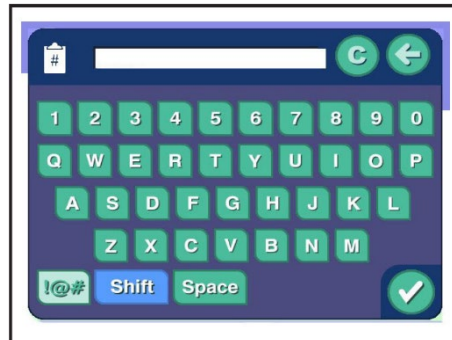 #
C
1 2 3 4 5 6 7 8 9 0
Q W E R T Y U I O P
A S D F G H J K L
Z X C V B N M
!@# Shift Space